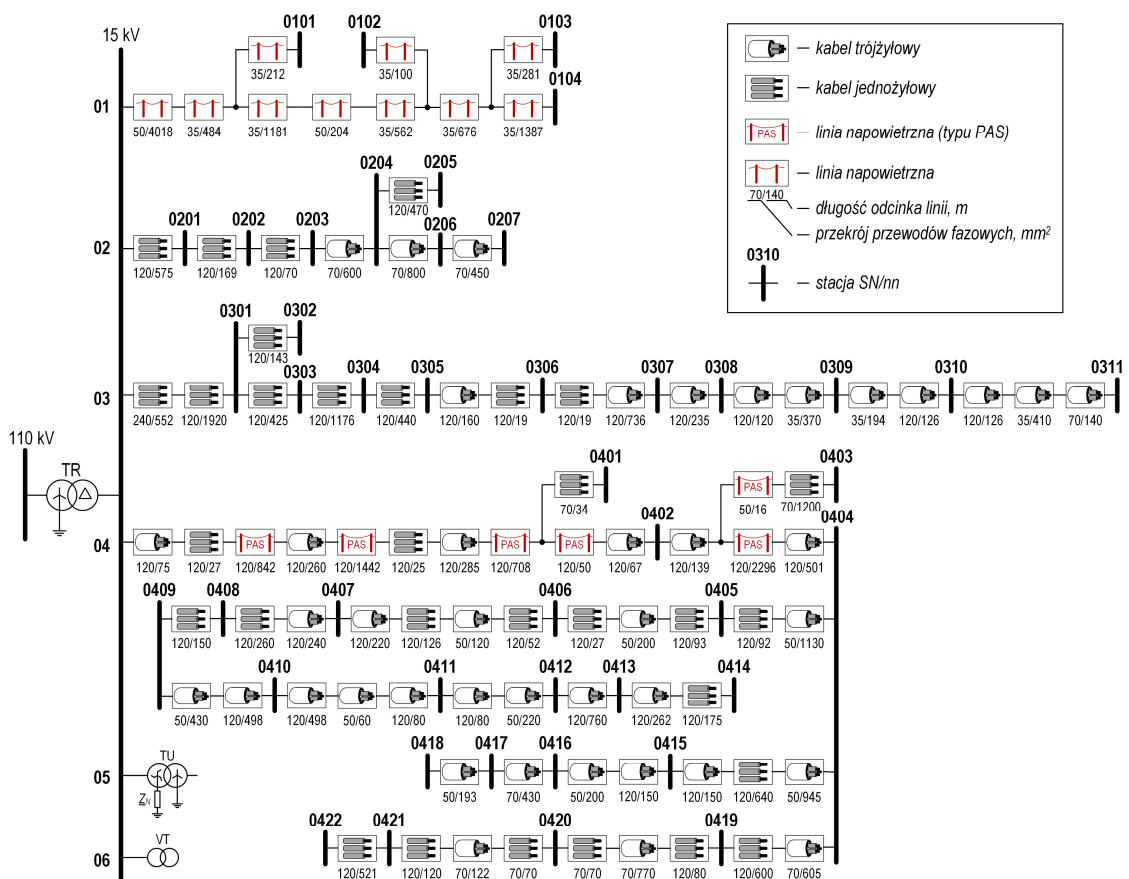 15 kV
0101 0102 0103
35/212 35/100 35/281
0104
01
50/4018 35/484 35/1181 50/204 35/562 35/676 35/1387
kabel trójżyłowy
kabel jednożyłowy
PAS – linia napowietrzna (typu PAS)
– linia napowietrzna
70/140
– długość odcinka linii, m
– przekrój przewodów fazowych, mm²
0310
– stacja SN/nn
0204 0205
120/470
0201 0202 0203 0206 0207
02
120/575 120/169 120/70 70/600 70/800 70/450
0301 0302
120/143
0303 0304 0305 0306 0307 0308 0309 0310 0311
03
240/552 120/1920 120/425 120/1176 120/440 120/160 120/19 120/19 120/736 120/235 120/120 35/370 35/194 120/126 120/126 35/410 70/140
110 kV
TR
0401 0403
PAS
70/34 50/16 70/1200
0402 0404
04 PAS PAS PAS PAS PAS
120/75 120/27 120/842 120/260 120/1442 120/25 120/285 120/708 120/50 120/67 120/139 120/2296 120/501
0409 0408 0407 0406 0405
120/150 120/260 120/240 120/220 120/126 50/120 120/52 120/27 50/200 120/93 120/92 50/1130
0410 0411 0412 0413 0414
50/430 120/498 120/498 50/60 120/80 120/80 50/220 120/760 120/262 120/175
0418 0417 0416 0415
05 TU
Z_N
50/193 70/430 50/200 120/150 120/150 120/640 50/945
0422 0421 0420 0419
06 VT
120/521 120/120 70/122 70/70 70/70 70/770 120/80 120/600 70/605